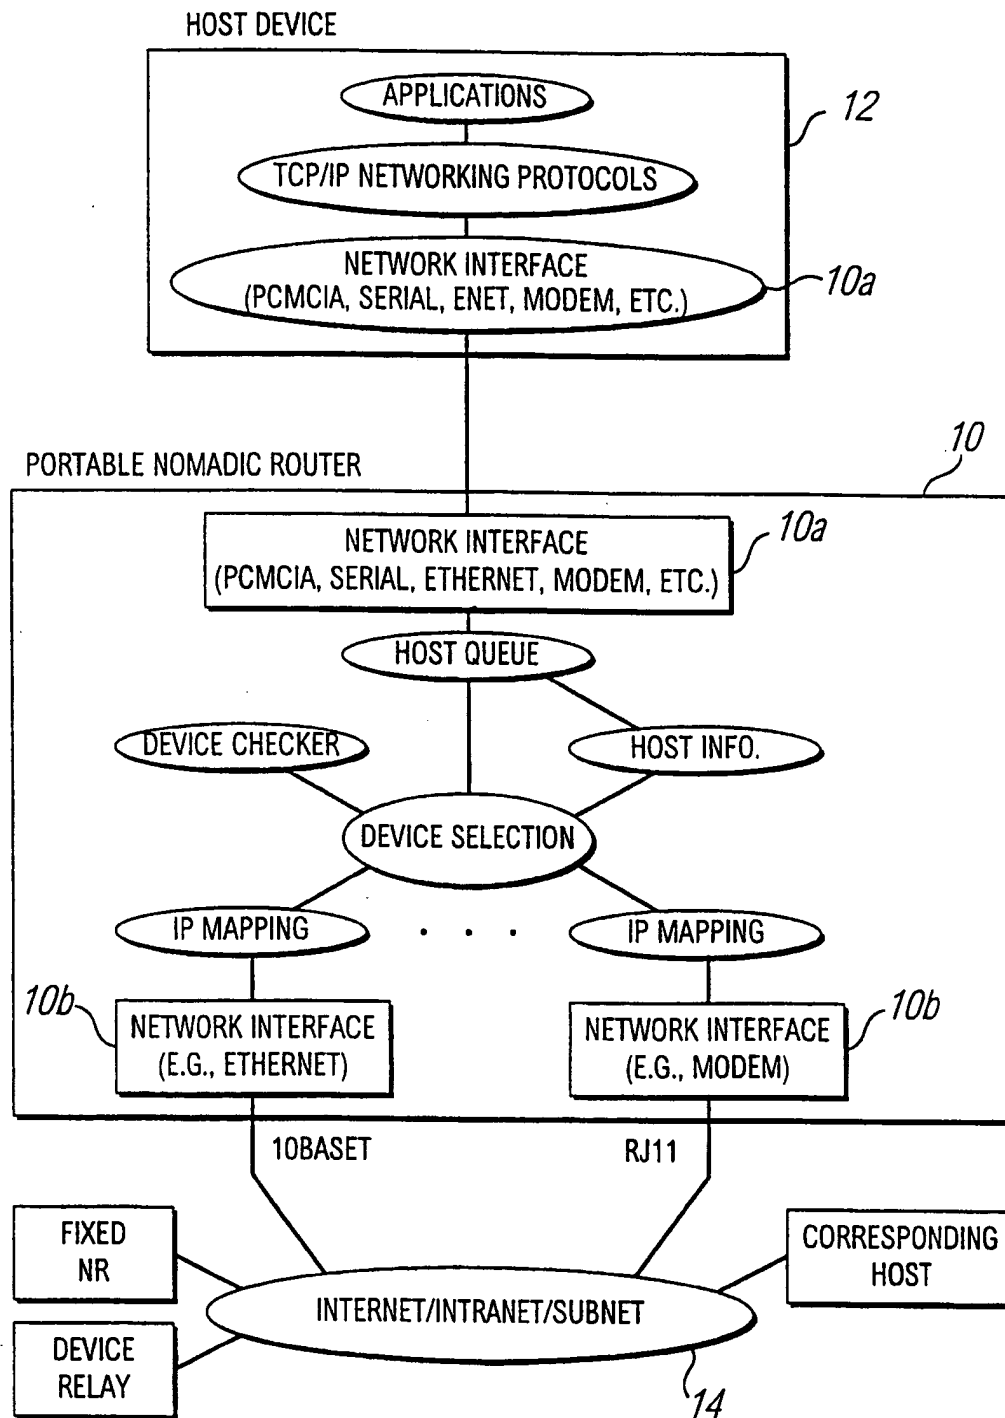 HOST DEVICE
APPLICATIONS
12
TCP/IP NETWORKING PROTOCOLS
NETWORK INTERFACE
(PCMCIA, SERIAL, ENET, MODEM, ETC.)
10a
10
PORTABLE NOMADIC ROUTER
NETWORK INTERFACE
(PCMCIA, SERIAL, ETHERNET, MODEM, ETC.)
10a
HOST QUEUE
DEVICE CHECKER
HOST INFO.
DEVICE SELECTION
IP MAPPING
. . .
IP MAPPING
10b
NETWORK INTERFACE
(E.G., ETHERNET)
NETWORK INTERFACE
(E.G., MODEM)
10b
10BASET
RJ11
FIXED
NR
CORRESPONDING
HOST
INTERNET/INTRANET/SUBNET
DEVICE
RELAY
14